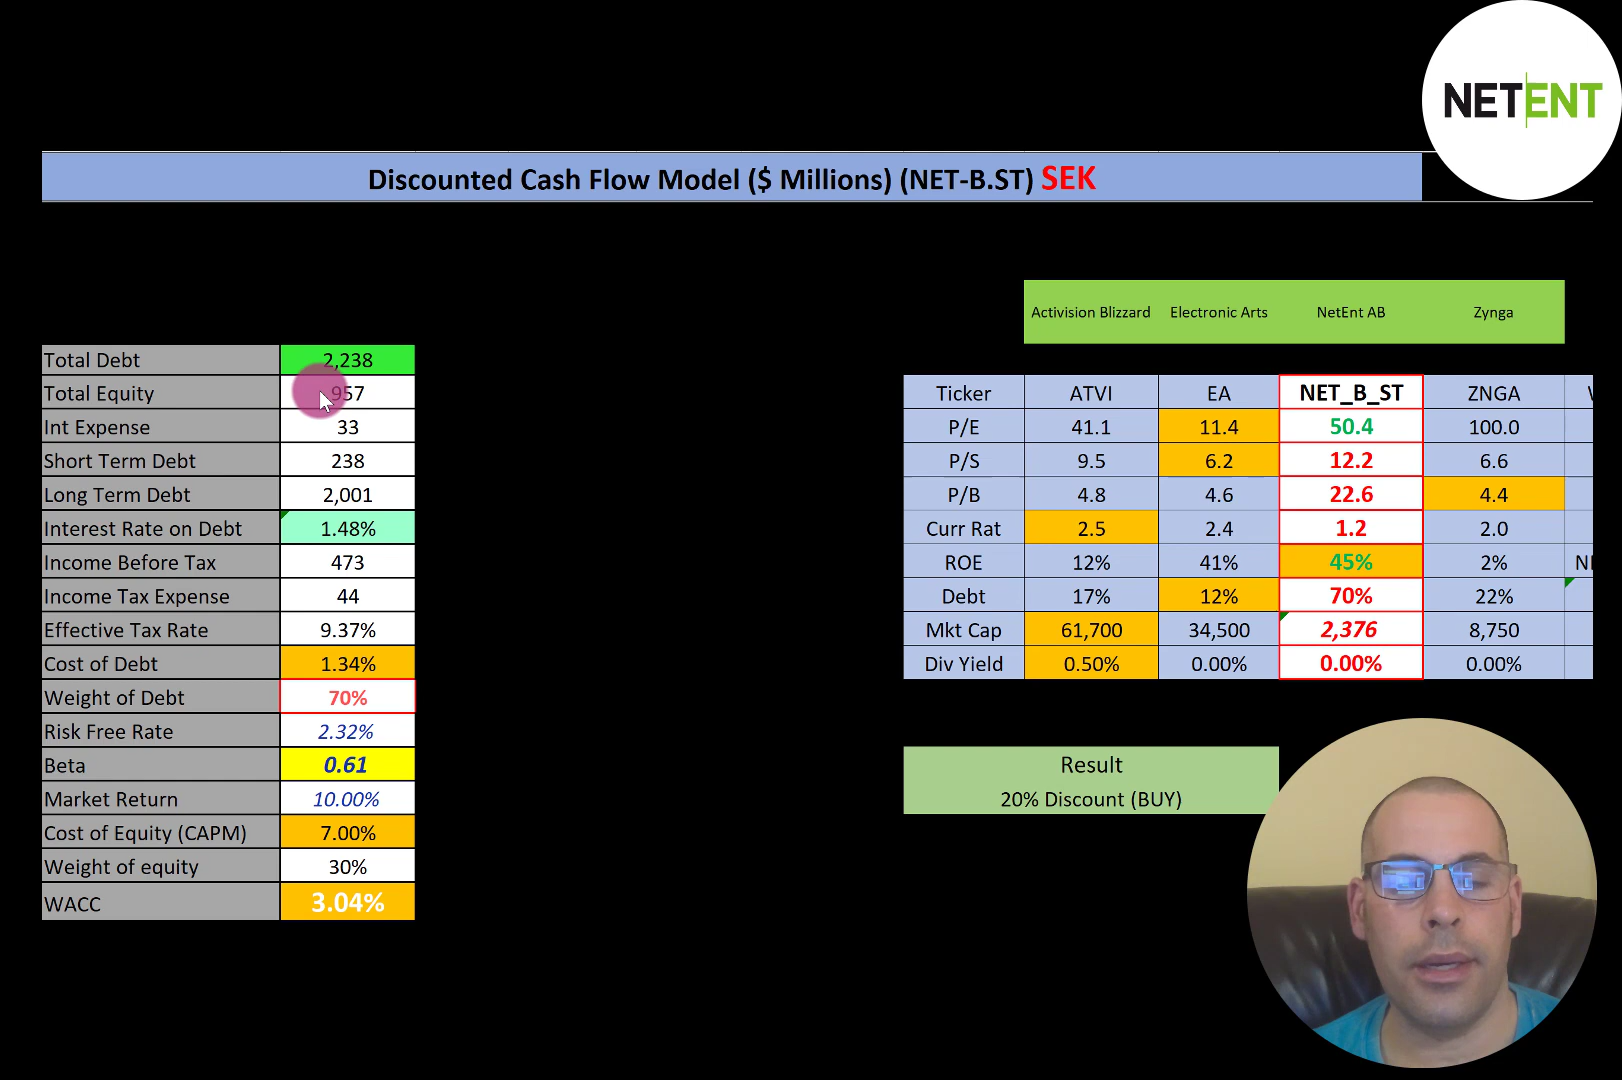 NETENT
Discounted Cash Flow Model ($ Millions) (NET-B.ST) SEK
Activision Blizzard Electronic Arts NetEnt AB Zynga
Total Debt 2,238
Total Equity 957
Int Expense 33
Short Term Debt 238
Long Term Debt 2,001
Interest Rate on Debt 1.48%
Income Before Tax 473
Income Tax Expense 44
Effective Tax Rate 9.37%
Cost of Debt 1.34%
Weight of Debt 70%
Risk Free Rate 2.32%
Beta 0.61
Market Return 10.00%
Cost of Equity (CAPM) 7.00%
Weight of equity 30%
WACC 3.04%
Ticker ATVI EA NET_B_ST ZNGA
P/E 41.1 11.4 50.4 100.0
P/S 9.5 6.2 12.2 6.6
P/B 4.8 4.6 22.6 4.4
Curr Rat 2.5 2.4 1.2 2.0
ROE 12% 41% 45% 2%
Debt 17% 12% 70% 22%
Mkt Cap 61,700 34,500 2,376 8,750
Div Yield 0.50% 0.00% 0.00% 0.00%
Result
20% Discount (BUY)